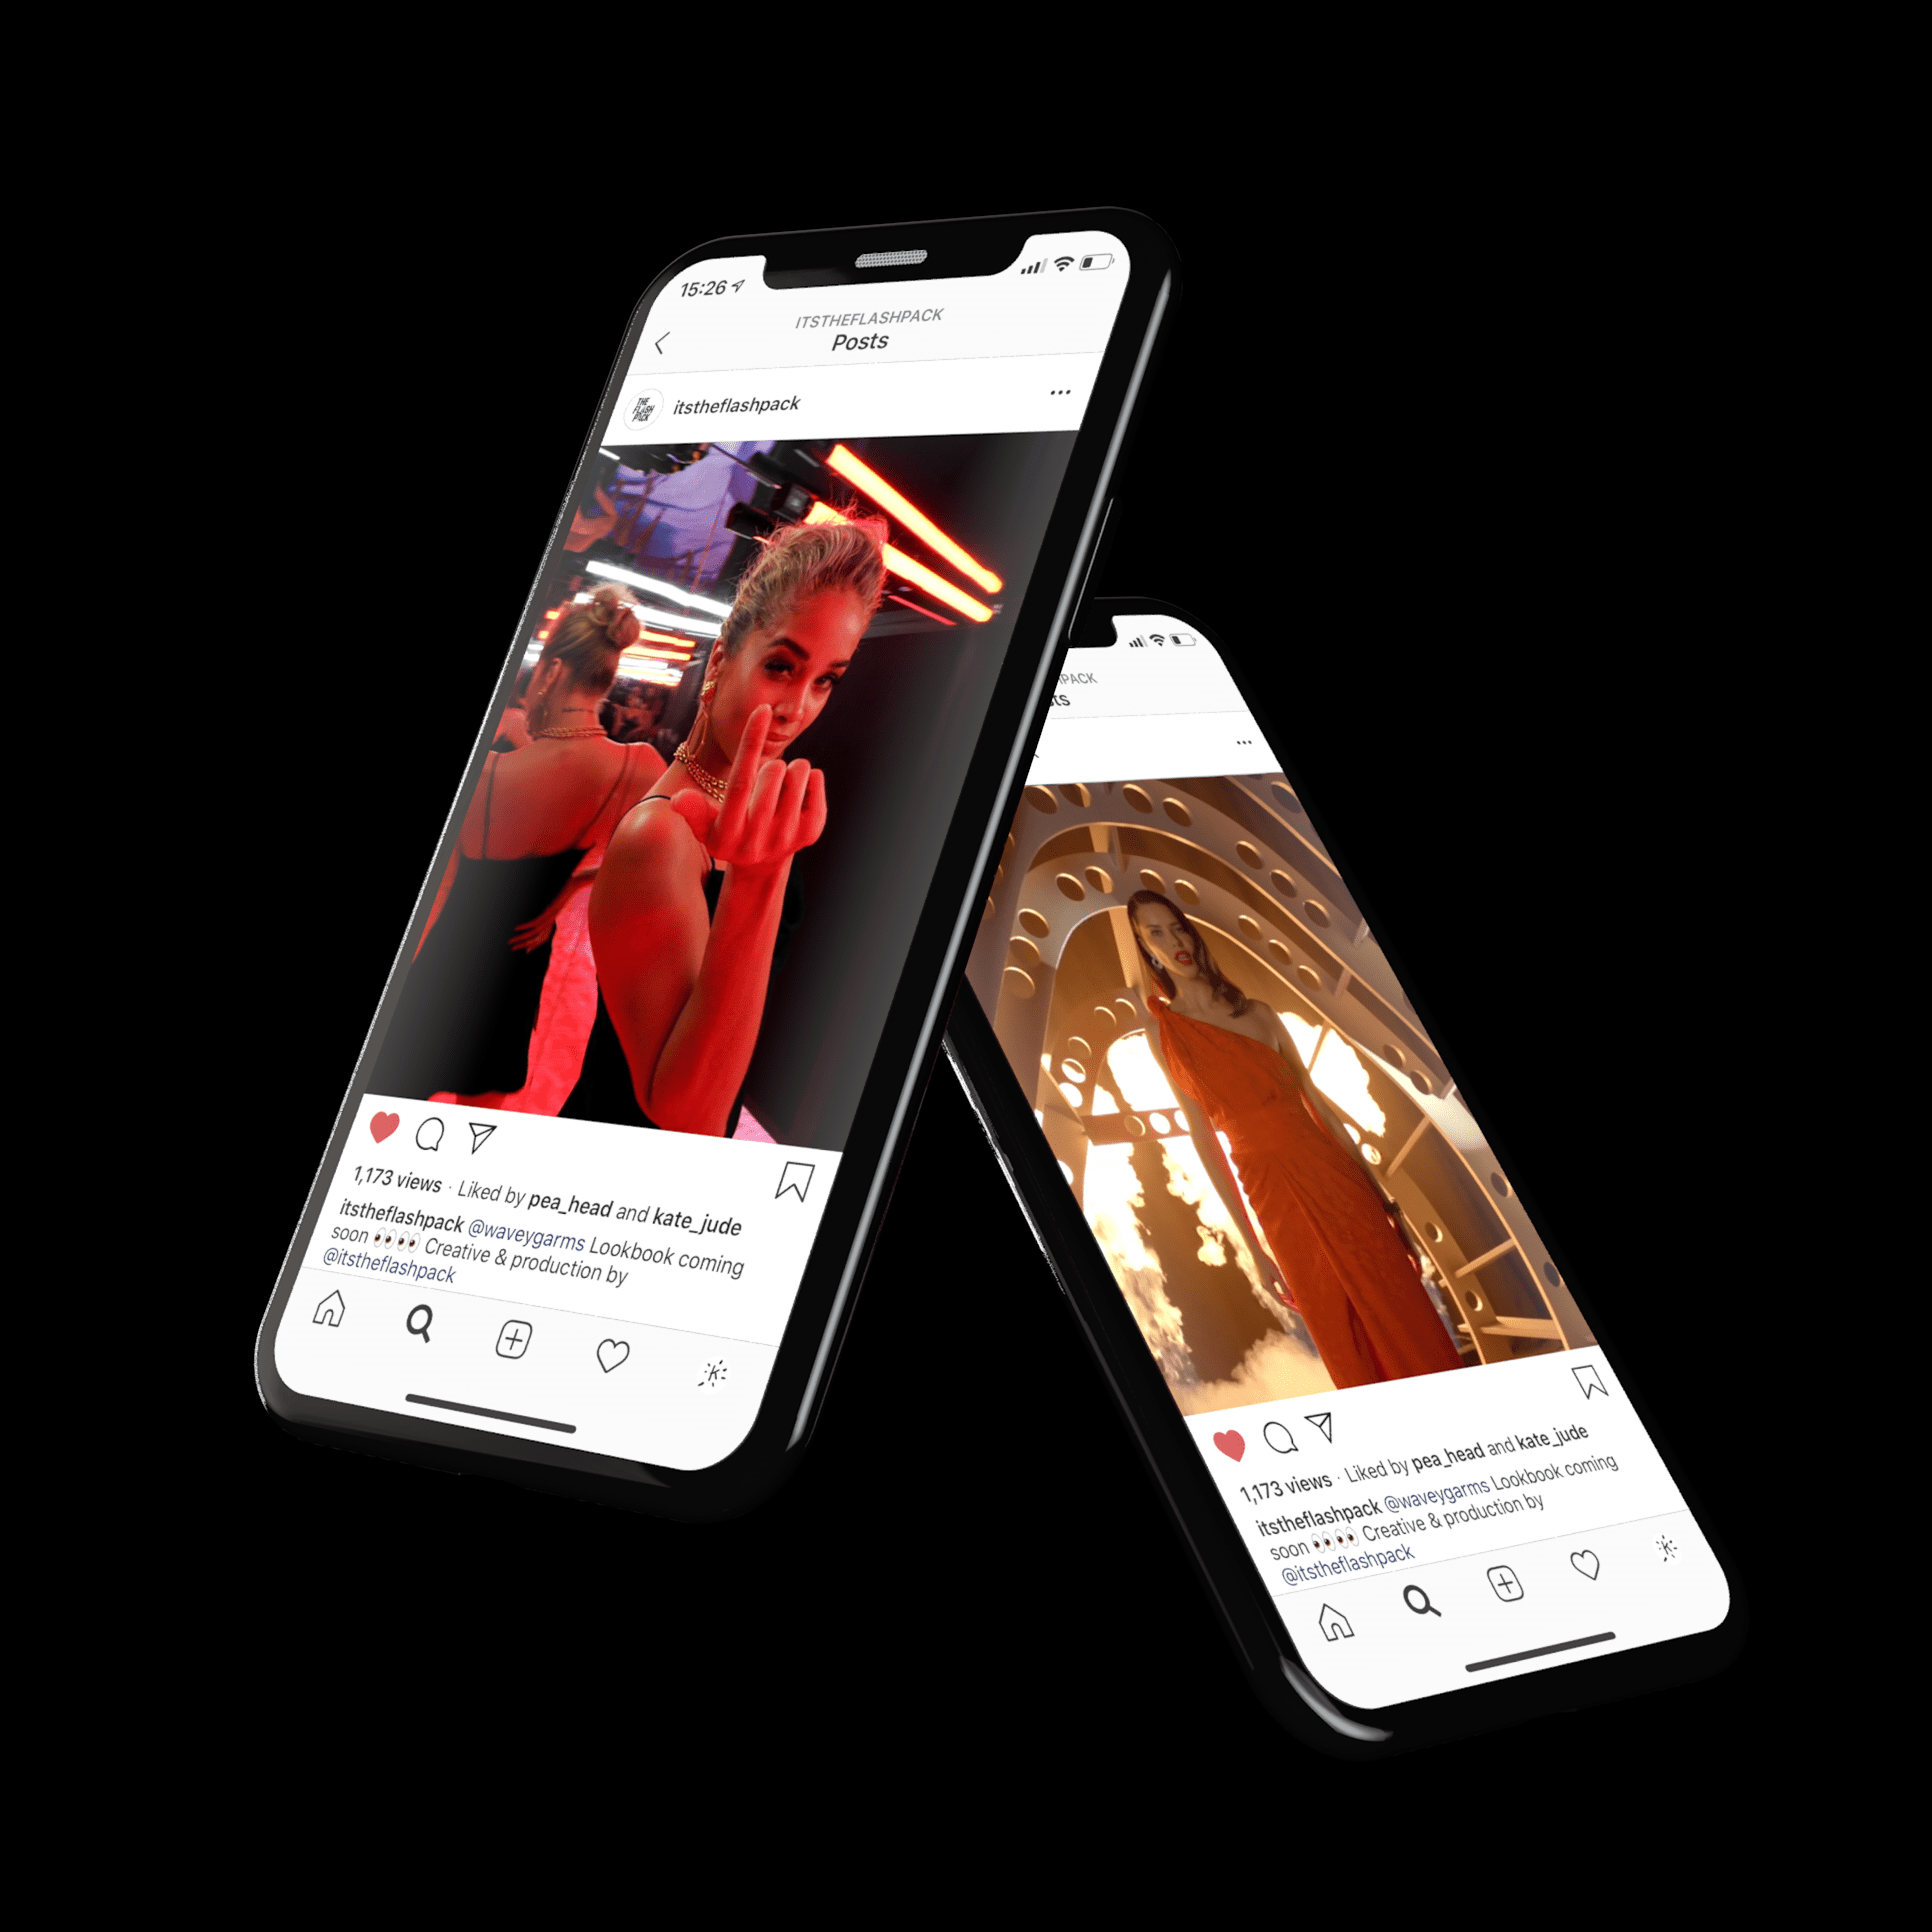 15:26
ITSTHEFLASHPACK
Posts
THE
FLASH
PACK
itstheflashpack
1,173 views · Liked by pea_head and kate_jude
itstheflashpack @waveygarms Lookbook coming
soon 👀👀 Creative & production by
@itstheflashpack
K
PACK
ts
1,173 views · Liked by pea_head and kate_jude
itstheflashpack @waveygarms Lookbook coming
soon 👀👀 Creative & production by
@itstheflashpack
K